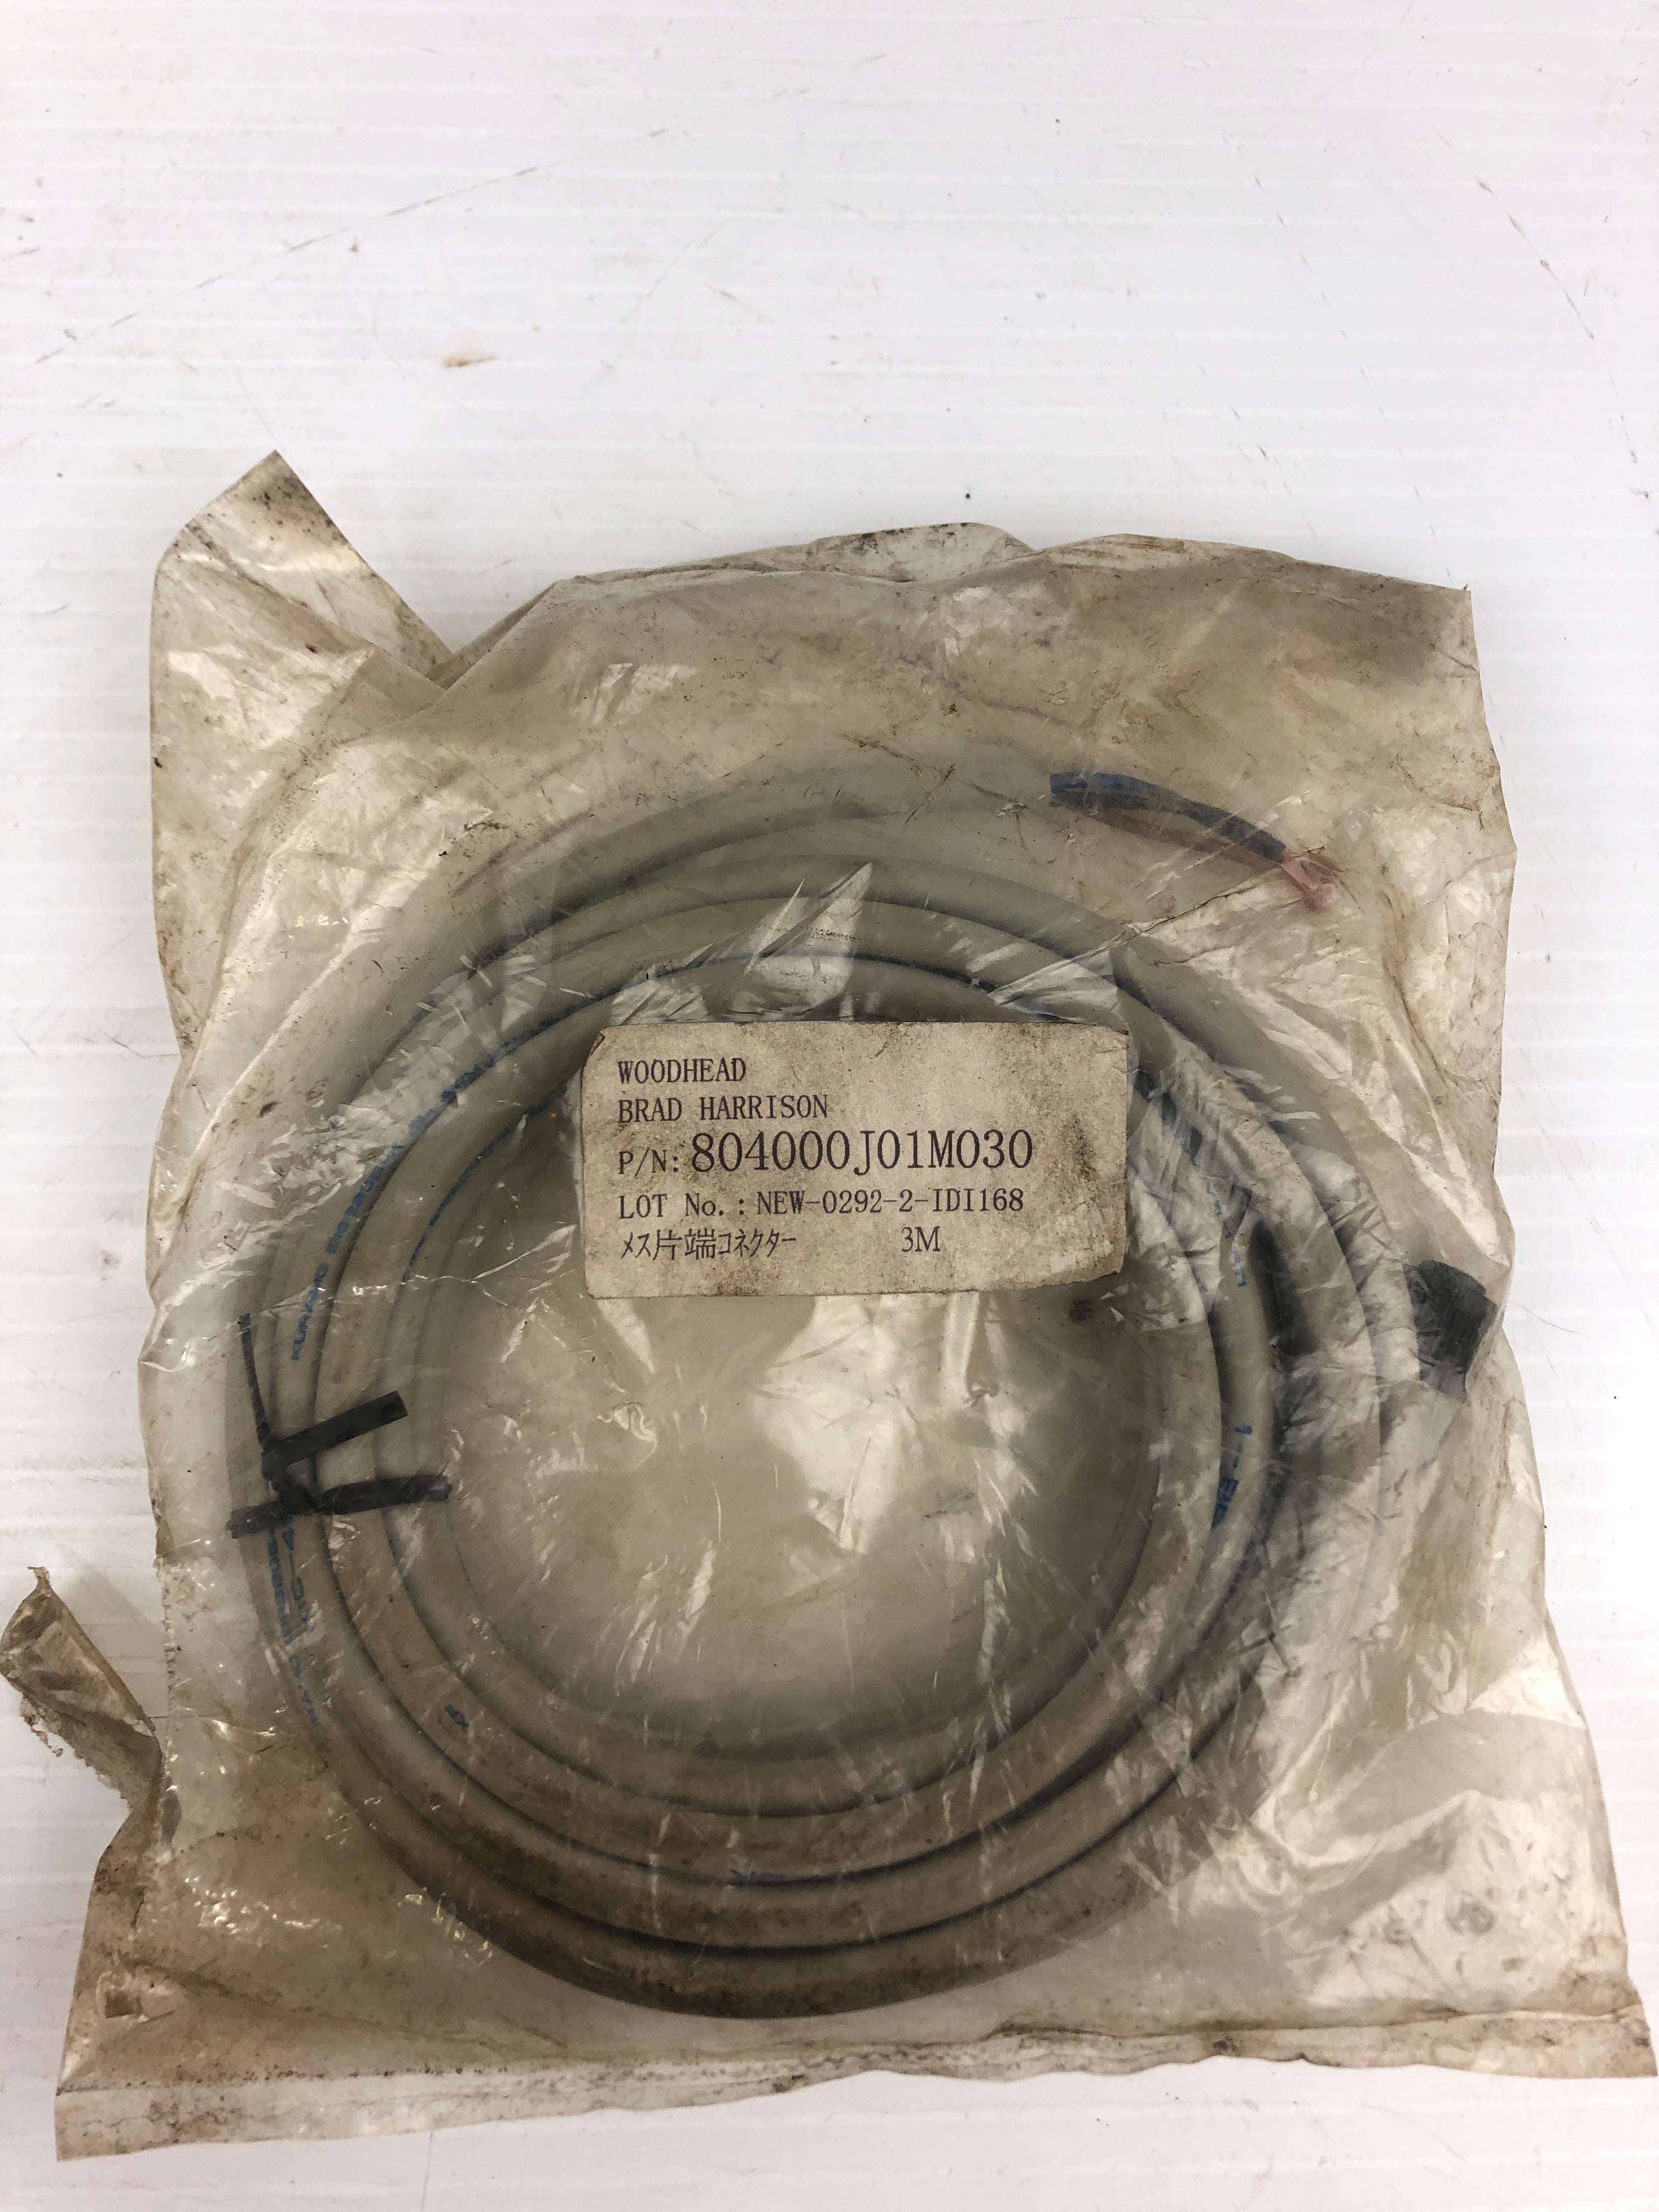 WOODHEAD
BRAD HARRISON
P/N: 804000J01M030
LOT No. : NEW-0292-2-IDI168
ﾒｽ片端ｺﾈｸﾀｰ 3M